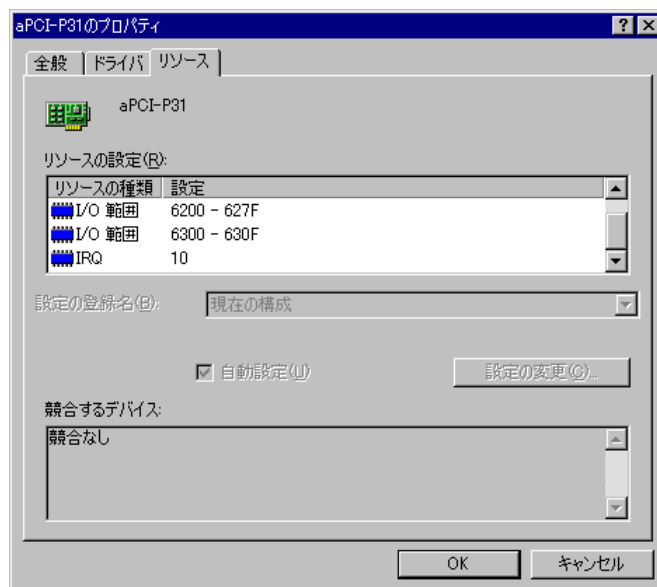 aPCI-P31のプロパティ
全般 ドライバ リソース
aPCI-P31
リソースの設定(R):
リソースの種類 設定
I/O 範囲 6200 - 627F
I/O 範囲 6300 - 630F
IRQ 10
設定の登録名(B): 現在の構成
自動設定(U) 設定の変更(C)...
競合するデバイス:
競合なし
OK キャンセル